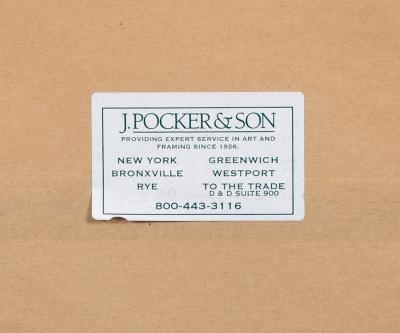 J. POCKER & SON
PROVIDING EXPERT SERVICE IN ART AND
FRAMING SINCE 1926.
NEW YORK GREENWICH
BRONXVILLE WESTPORT
RYE TO THE TRADE
D & D SUITE 900
800-443-3116